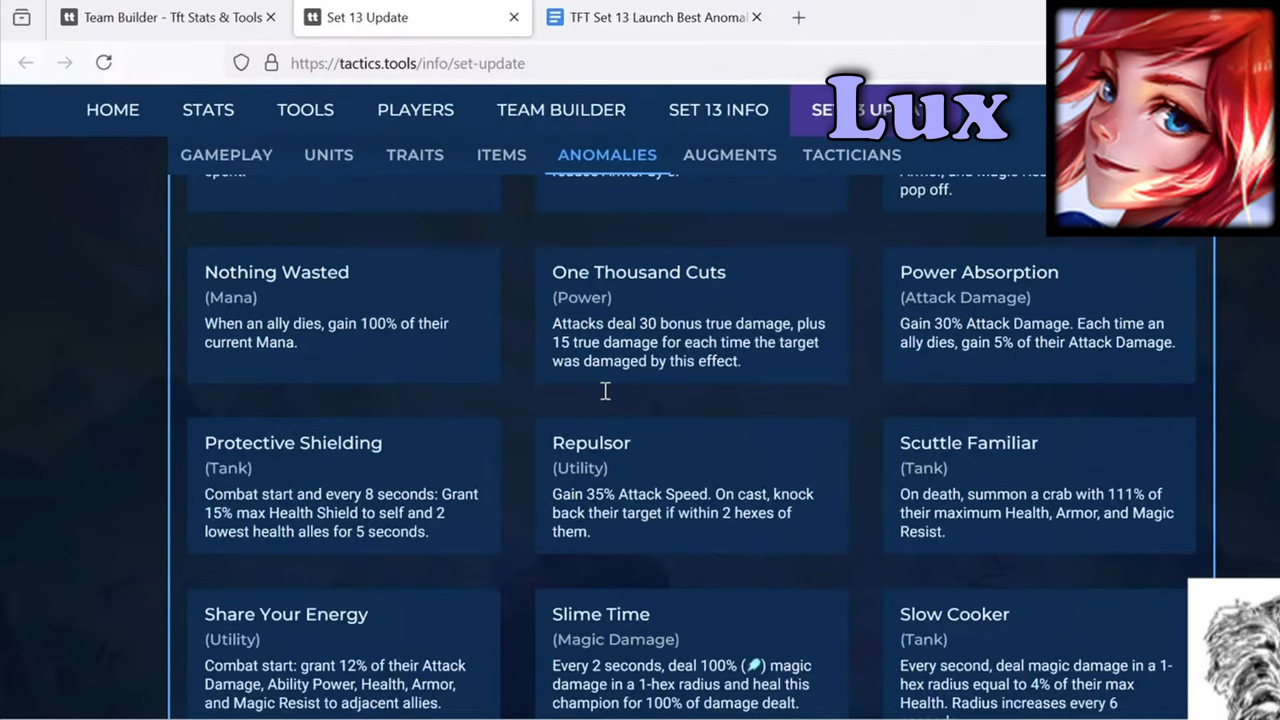 Team Builder - Tft Stats & Tools
Set 13 Update
TFT Set 13 Launch Best Anomal
https://tactics.tools/info/set-update
Lux
HOME STATS TOOLS PLAYERS TEAM BUILDER SET 13 INFO
GAMEPLAY UNITS TRAITS ITEMS ANOMALIES AUGMENTS TACTICIANS
pop off.
Nothing Wasted
(Mana)
When an ally dies, gain 100% of their
current Mana.
One Thousand Cuts
(Power)
Attacks deal 30 bonus true damage, plus
15 true damage for each time the target
was damaged by this effect.
Power Absorption
(Attack Damage)
Gain 30% Attack Damage. Each time an
ally dies, gain 5% of their Attack Damage.
Protective Shielding
(Tank)
Combat start and every 8 seconds: Grant
15% max Health Shield to self and 2
lowest health alles for 5 seconds.
Repulsor
(Utility)
Gain 35% Attack Speed. On cast, knock
back their target if within 2 hexes of
them.
Scuttle Familiar
(Tank)
On death, summon a crab with 111% of
their maximum Health, Armor, and Magic
Resist.
Share Your Energy
(Utility)
Combat start: grant 12% of their Attack
Damage, Ability Power, Health, Armor,
and Magic Resist to adjacent allies.
Slime Time
(Magic Damage)
Every 2 seconds, deal 100% () magic
damage in a 1-hex radius and heal this
champion for 100% of damage dealt.
Slow Cooker
(Tank)
Every second, deal magic damage in a 1-
hex radius equal to 4% of their max
Health. Radius increases every 6